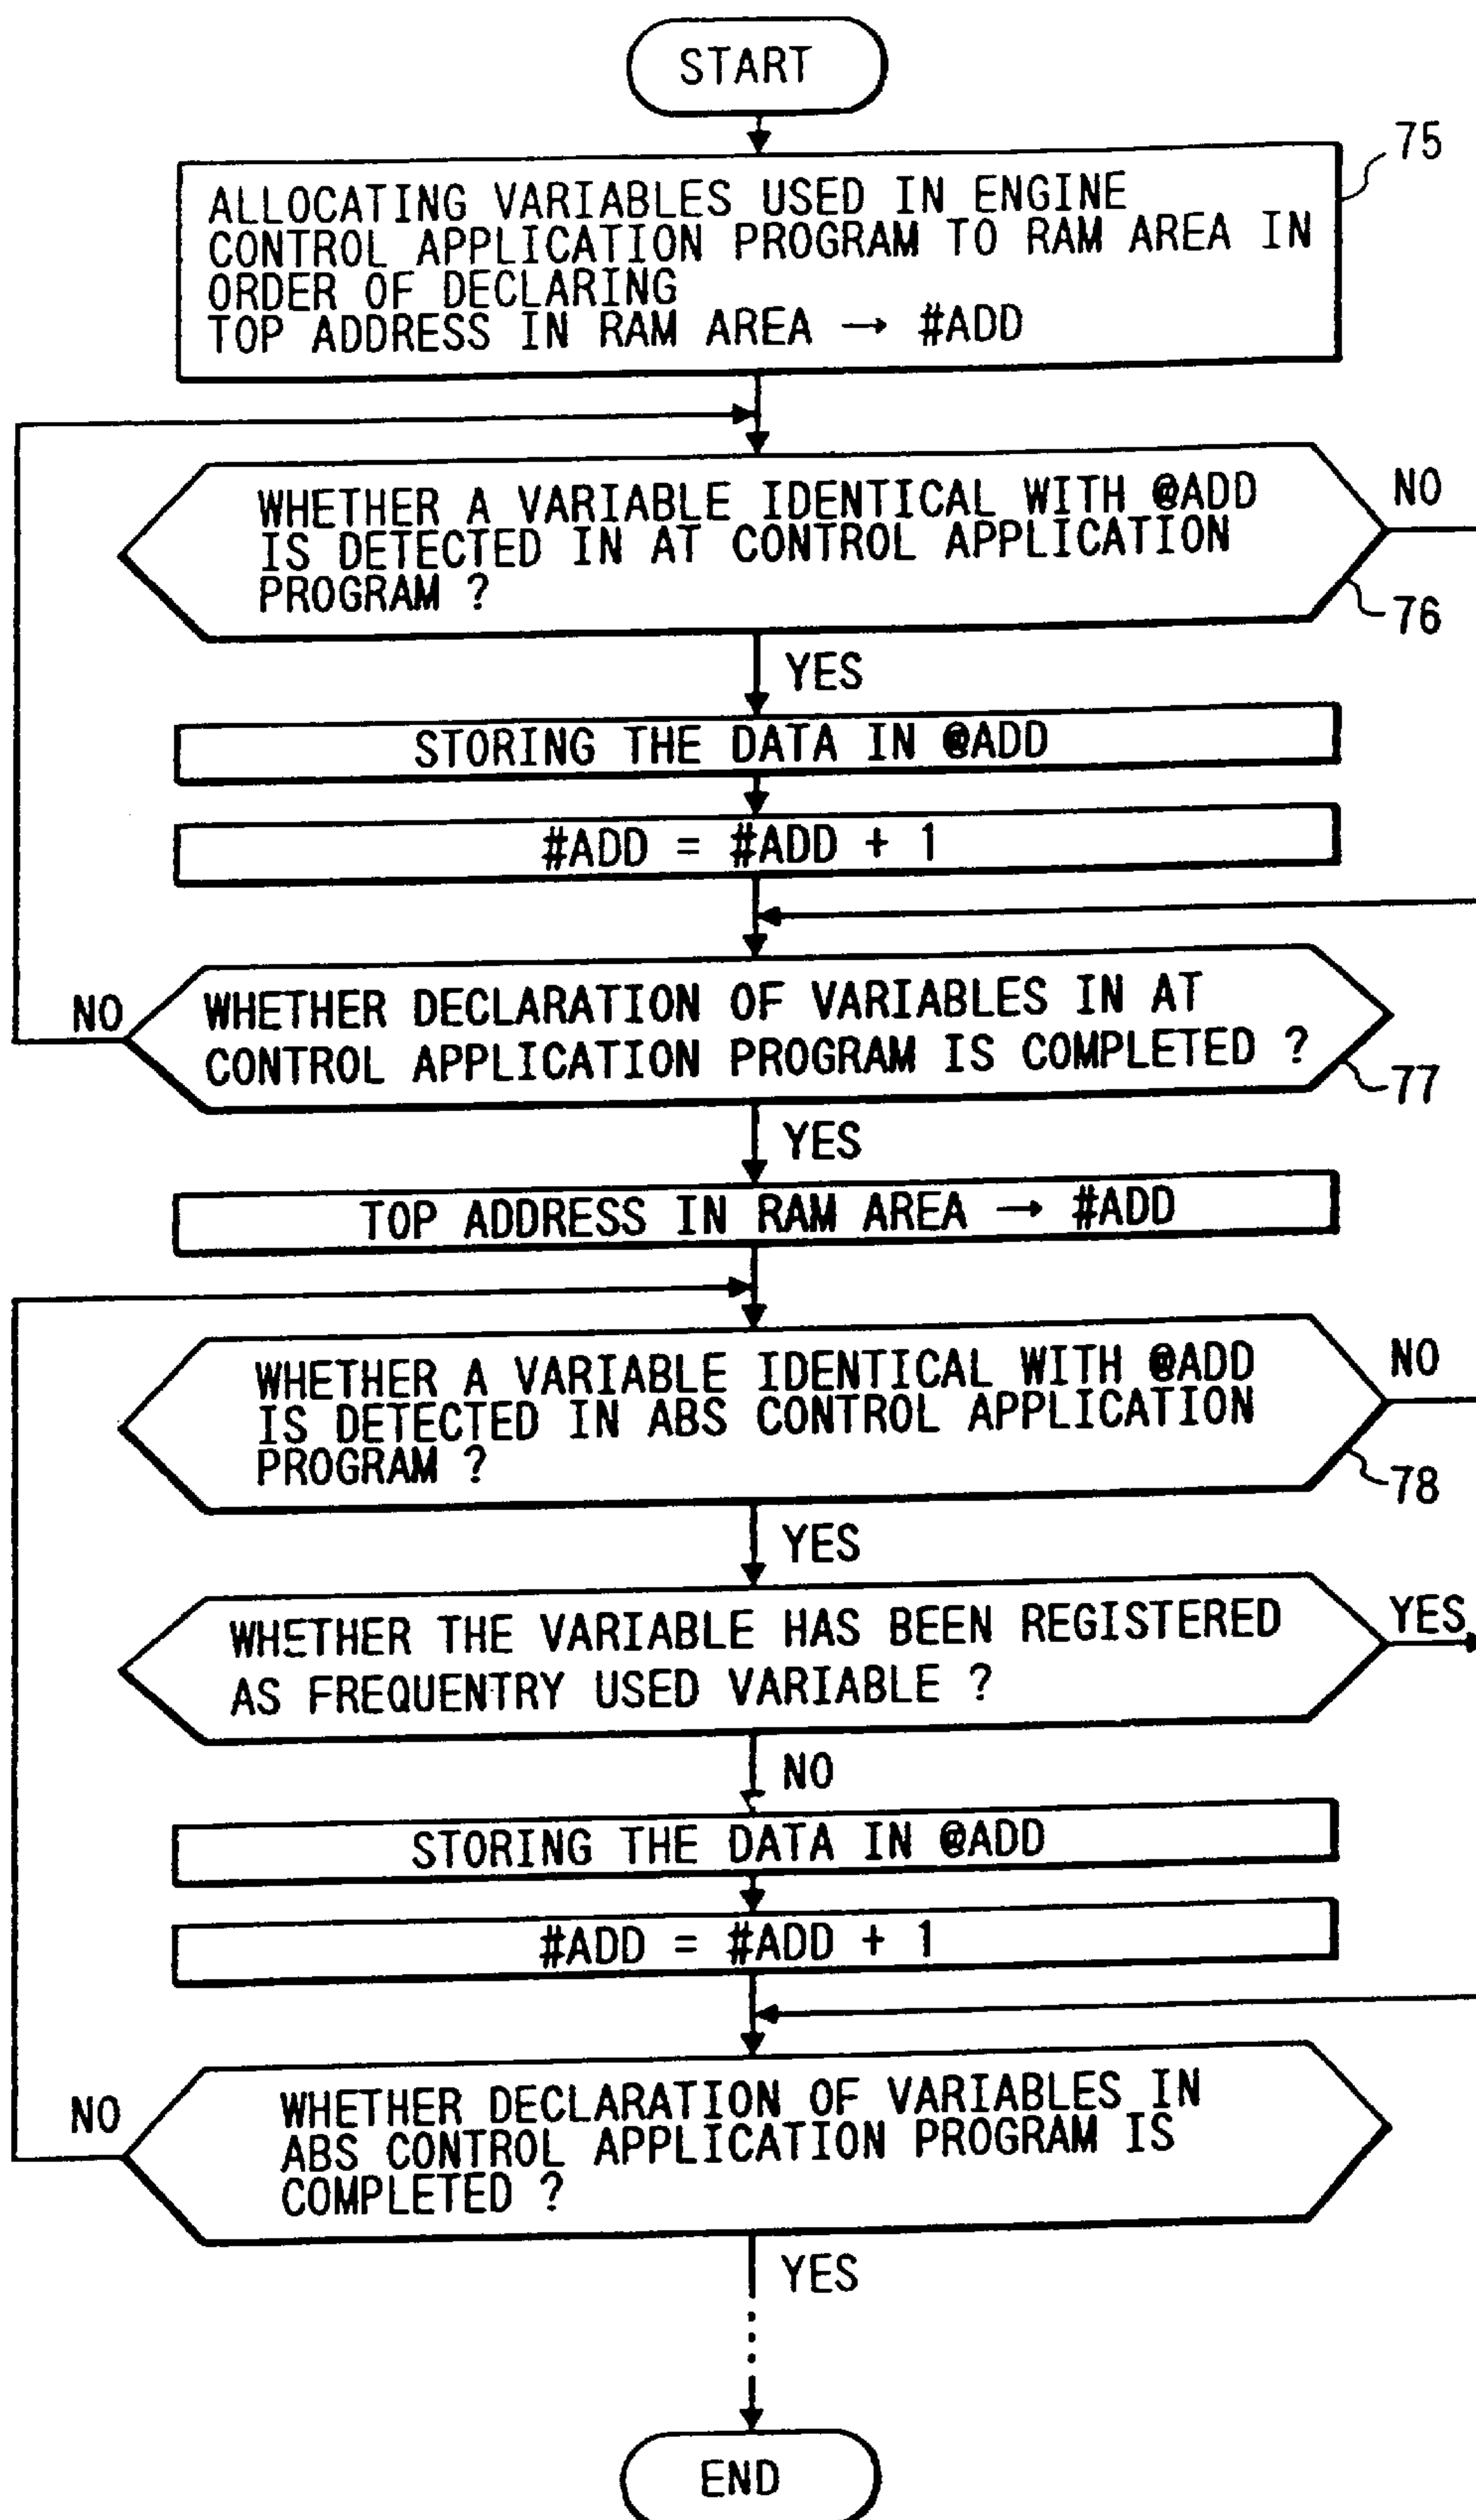 START
75
ALLOCATING VARIABLES USED IN ENGINE
CONTROL APPLICATION PROGRAM TO RAM AREA IN
ORDER OF DECLARING
TOP ADDRESS IN RAM AREA → #ADD
WHETHER A VARIABLE IDENTICAL WITH @ADD
IS DETECTED IN AT CONTROL APPLICATION
PROGRAM ?
NO
76
YES
STORING THE DATA IN @ADD
#ADD = #ADD + 1
NO
WHETHER DECLARATION OF VARIABLES IN AT
CONTROL APPLICATION PROGRAM IS COMPLETED ?
77
YES
TOP ADDRESS IN RAM AREA → #ADD
WHETHER A VARIABLE IDENTICAL WITH @ADD
IS DETECTED IN ABS CONTROL APPLICATION
PROGRAM ?
NO
78
YES
WHETHER THE VARIABLE HAS BEEN REGISTERED
AS FREQUENTRY USED VARIABLE ?
YES
NO
STORING THE DATA IN @ADD
#ADD = #ADD + 1
NO
WHETHER DECLARATION OF VARIABLES IN
ABS CONTROL APPLICATION PROGRAM IS
COMPLETED ?
YES
END